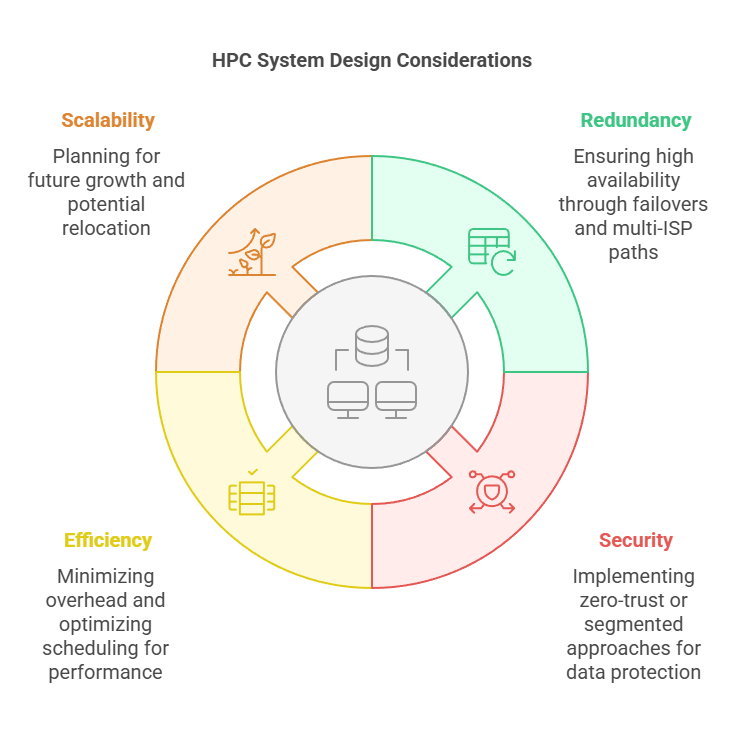 HPC System Design Considerations
Scalability
Planning for
future growth and
potential
relocation
Redundancy
Ensuring high
availability
through failovers
and multi-ISP
paths
Efficiency
Minimizing
overhead and
optimizing
scheduling for
performance
Security
Implementing
zero-trust or
segmented
approaches for
data protection